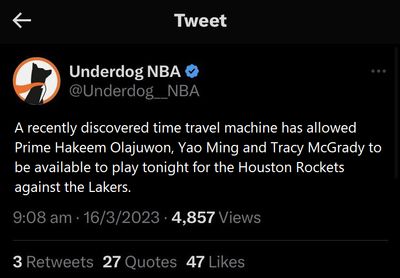 Tweet
Underdog NBA
@Underdog__NBA
A recently discovered time travel machine has allowed
Prime Hakeem Olajuwon, Yao Ming and Tracy McGrady to
be available to play tonight for the Houston Rockets
against the Lakers.
9:08 am · 16/3/2023 · 4,857 Views
3 Retweets 27 Quotes 47 Likes